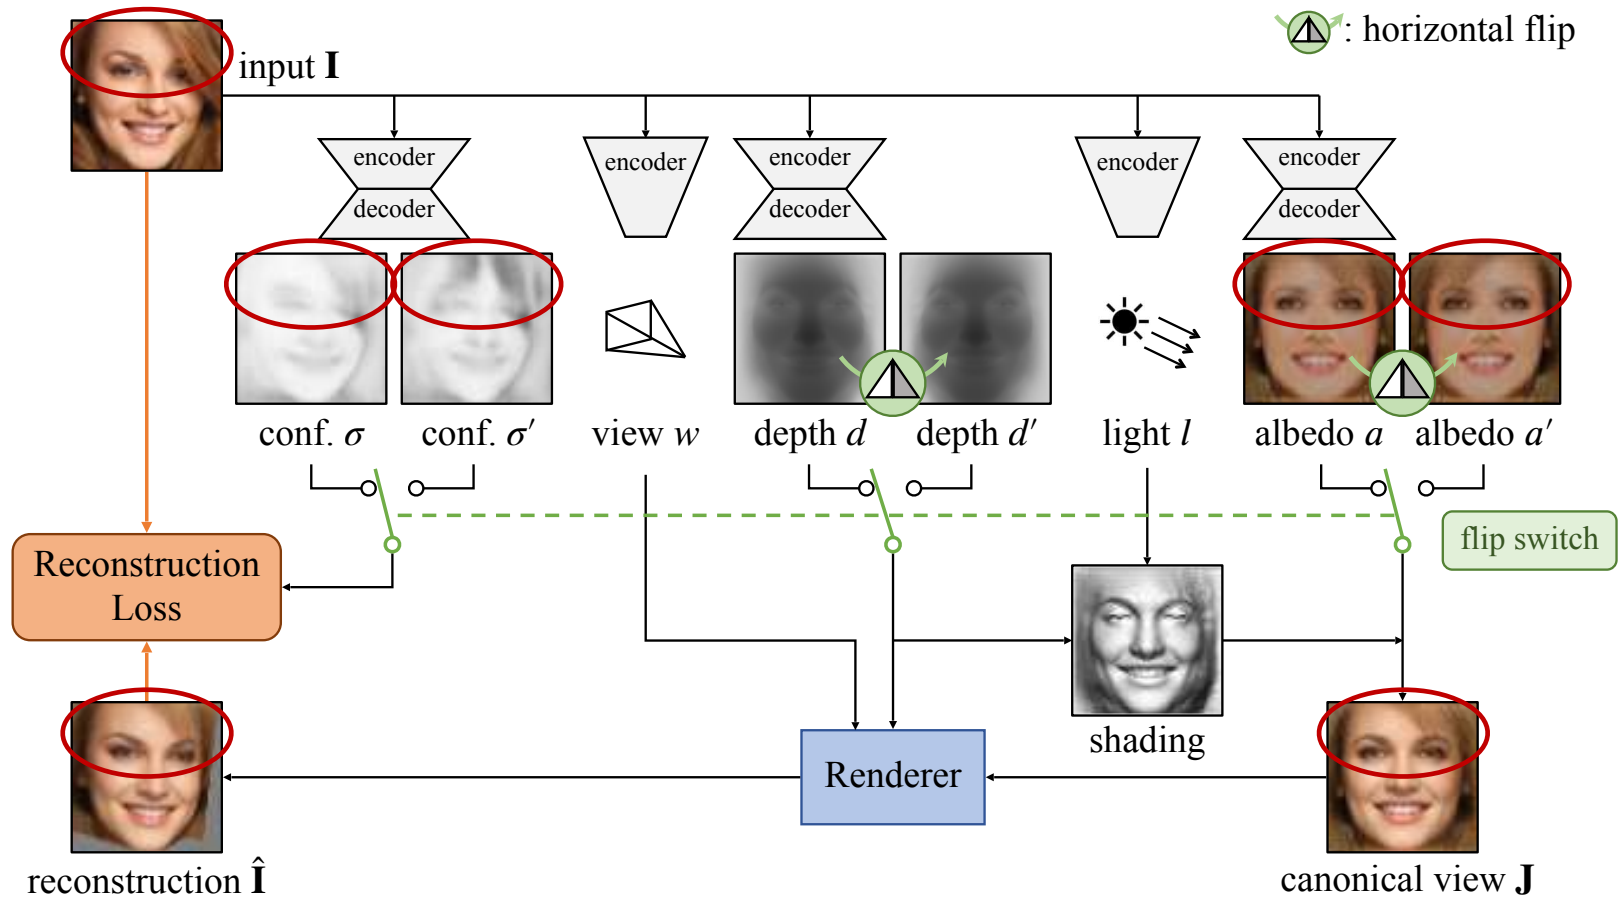 : horizontal flip
input I
encoder
decoder
encoder
encoder
decoder
encoder
encoder
decoder
conf. σ
conf. σ′
view w
depth d
depth d′
light l
albedo a
albedo a′
flip switch
Reconstruction
Loss
shading
Renderer
reconstruction Î
canonical view J